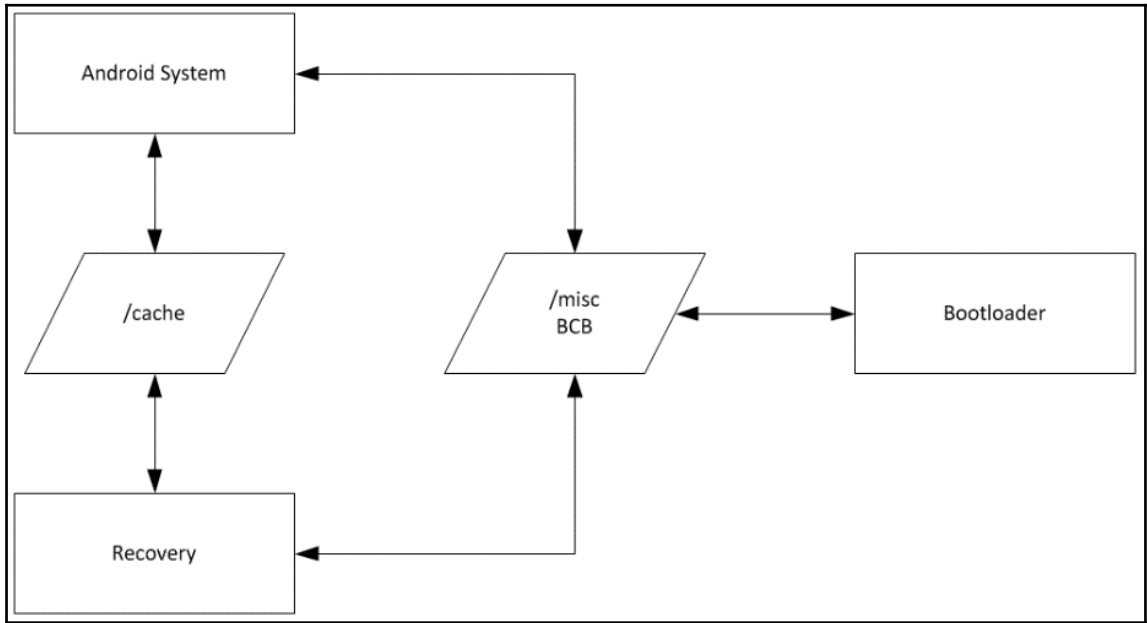 Android System
/cache
/misc
BCB
Bootloader
Recovery